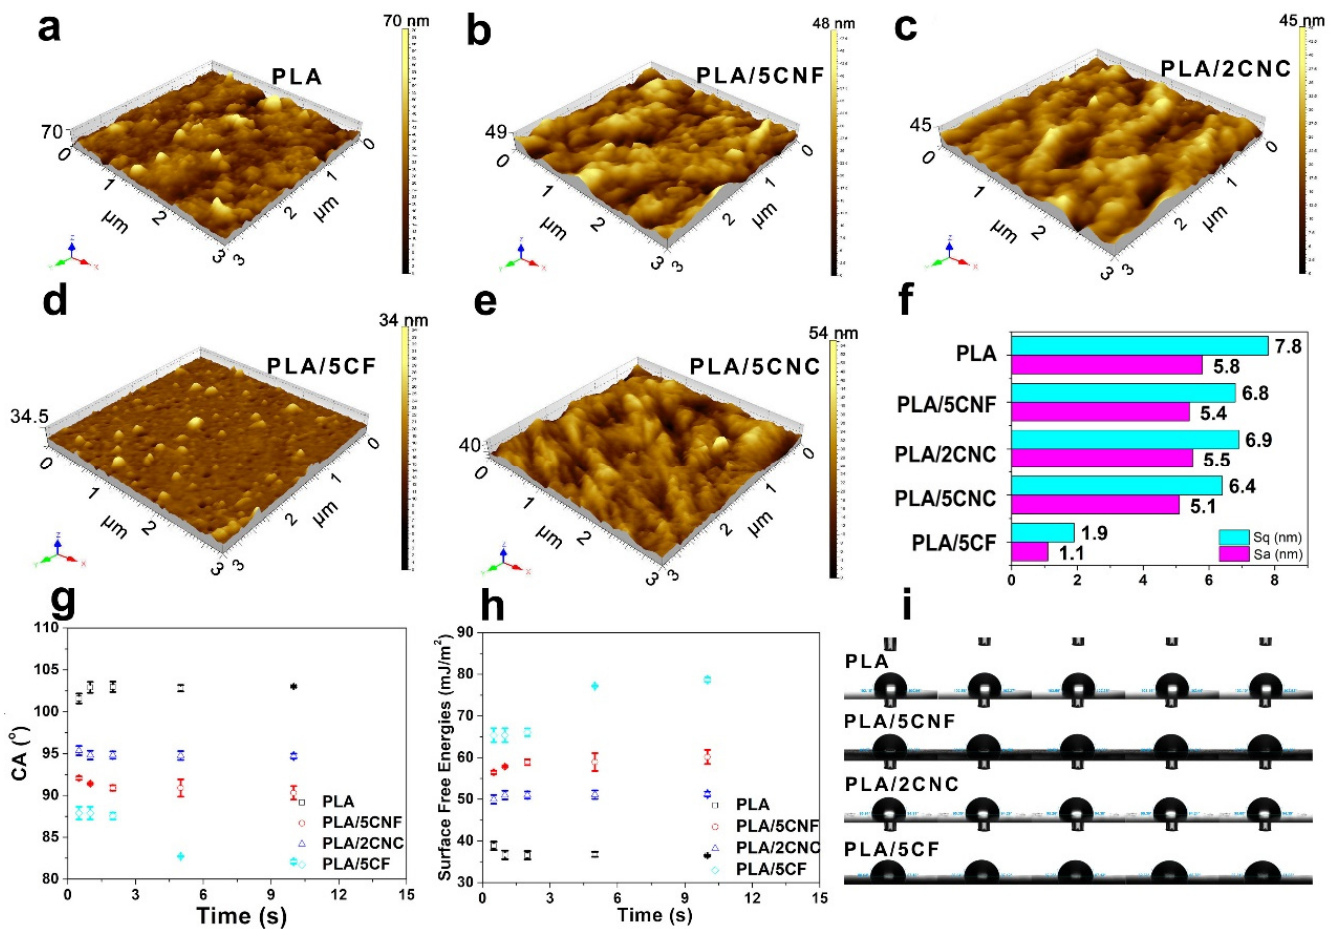 a
70 nm
PLA
70
0
1
2
3
µm
0
1
2
3
µm
b
48 nm
PLA/5CNF
49
0
1
2
3
µm
0
1
2
3
µm
c
45 nm
PLA/2CNC
45
0
1
2
3
µm
0
1
2
3
µm
d
34 nm
PLA/5CF
34.5
0
1
2
3
µm
0
1
2
3
µm
e
54 nm
PLA/5CNC
40
0
1
2
3
µm
0
1
2
3
µm
f
PLA
7.8
5.8
PLA/5CNF
6.8
5.4
PLA/2CNC
6.9
5.5
PLA/5CNC
6.4
5.1
PLA/5CF
1.9
1.1
Sq (nm)
Sa (nm)
0 2 4 6 8
g
CA (°)
110
105
100
95
90
85
80
PLA
PLA/5CNF
PLA/2CNC
PLA/5CF
0 3 6 9 12 15
Time (s)
h
Surface Free Energies (mJ/m²)
90
80
70
60
50
40
30
PLA
PLA/5CNF
PLA/2CNC
PLA/5CF
0 3 6 9 12 15
Time (s)
i
PLA
PLA/5CNF
PLA/2CNC
PLA/5CF